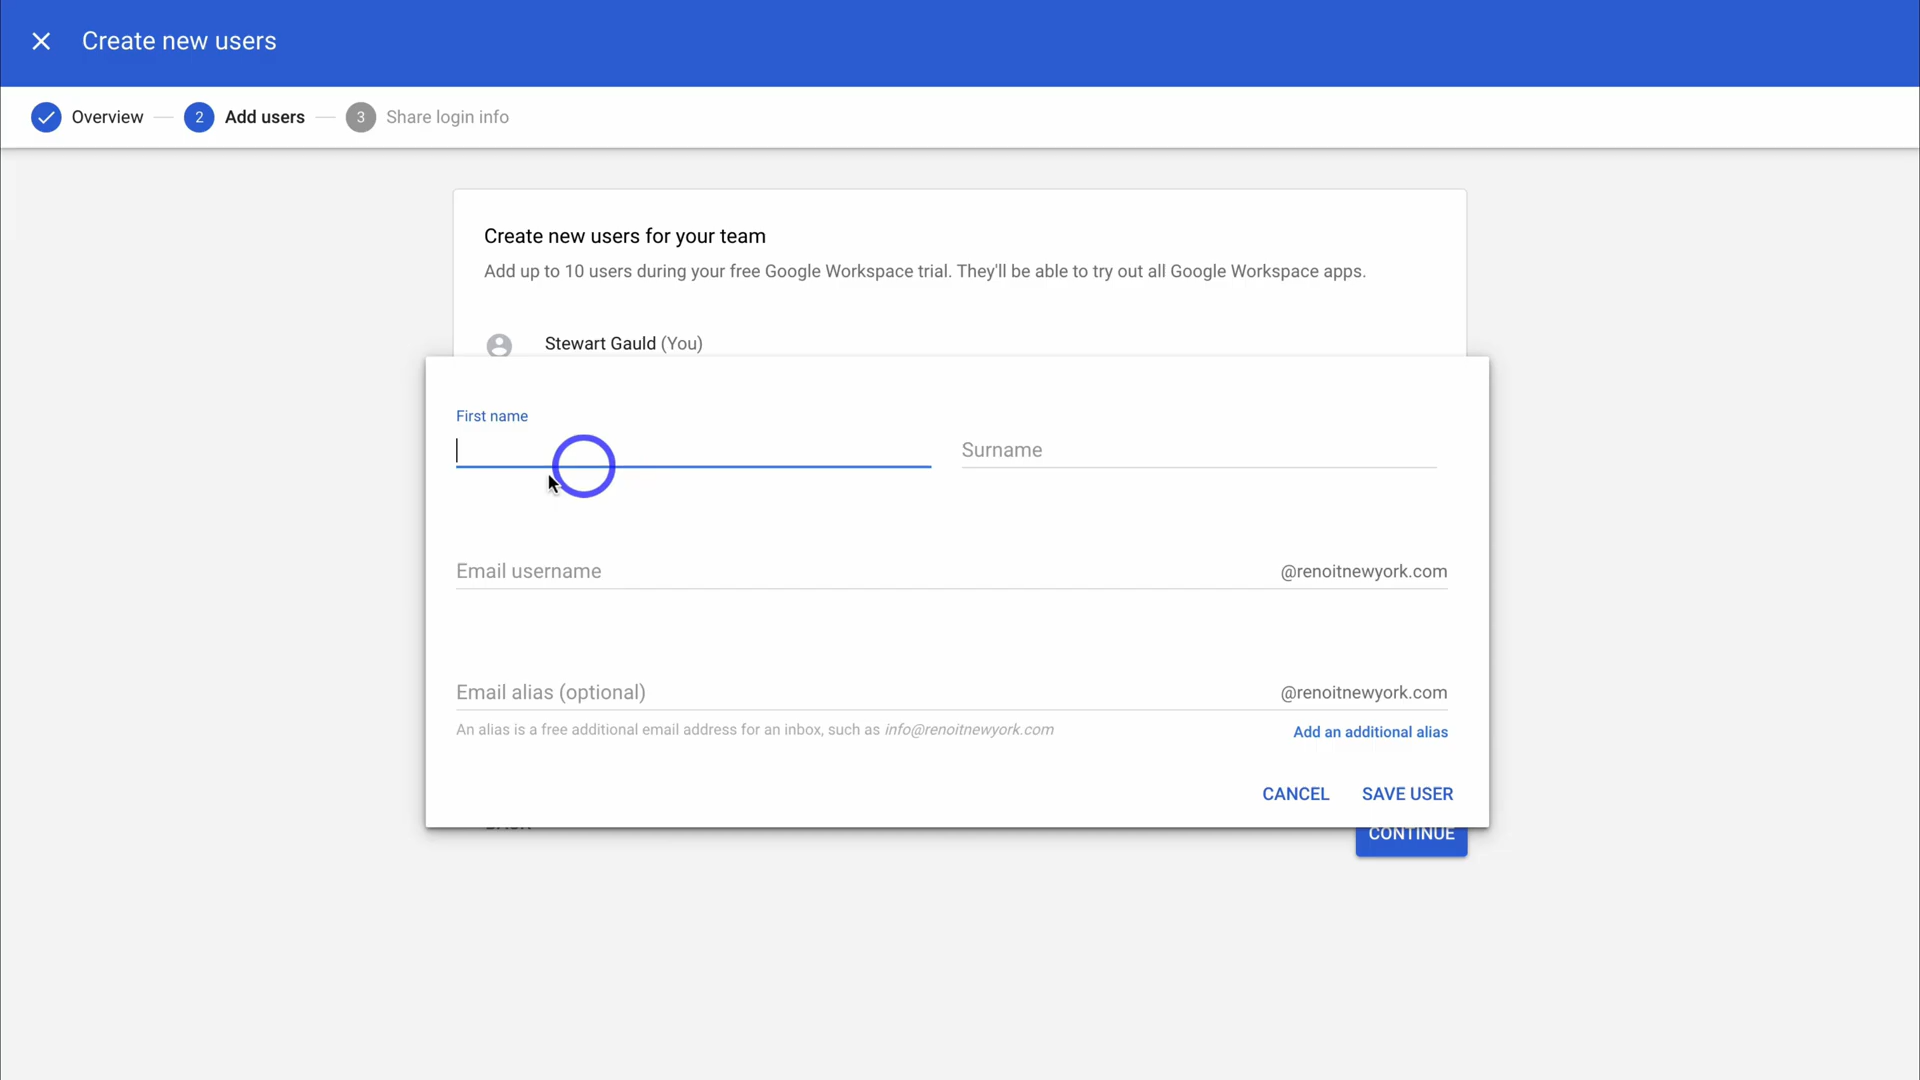 Create new users
Overview
2 Add users
3 Share login info
Create new users for your team
Add up to 10 users during your free Google Workspace trial. They'll be able to try out all Google Workspace apps.
Stewart Gauld (You)
First name
Surname
Email username @renoitnewyork.com
Email alias (optional) @renoitnewyork.com
An alias is a free additional email address for an inbox, such as info@renoitnewyork.com
Add an additional alias
CANCEL SAVE USER
CONTINUE